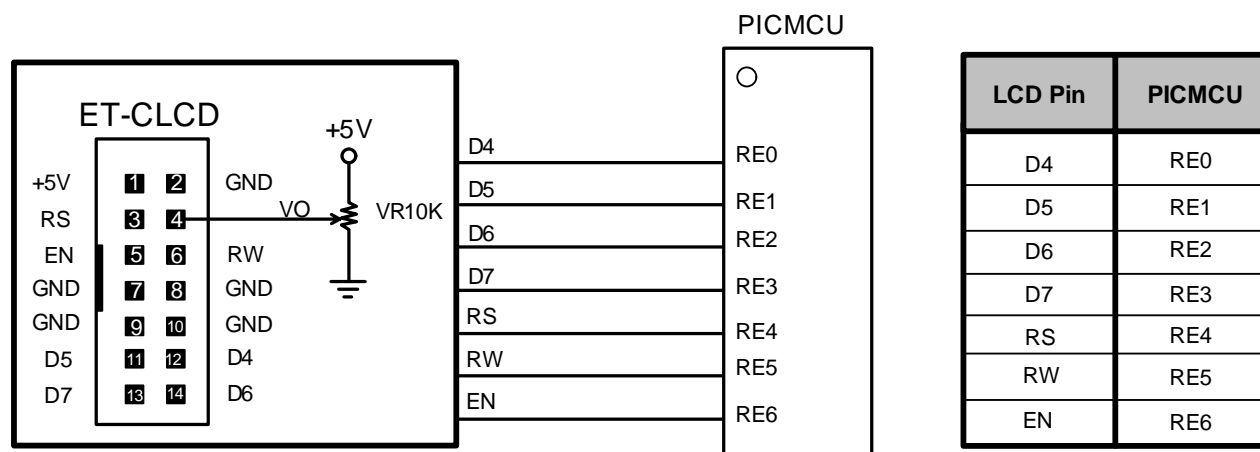 PICMCU
ET-CLCD
+5V
+5V 1 2 GND
RS 3 4 VO VR10K
EN 5 6 RW
GND 7 8 GND
GND 9 10 GND
D5 11 12 D4
D7 13 14 D6
D4 RE0
D5 RE1
D6 RE2
D7 RE3
RS RE4
RW RE5
EN RE6
LCD Pin PICMCU
D4 RE0
D5 RE1
D6 RE2
D7 RE3
RS RE4
RW RE5
EN RE6